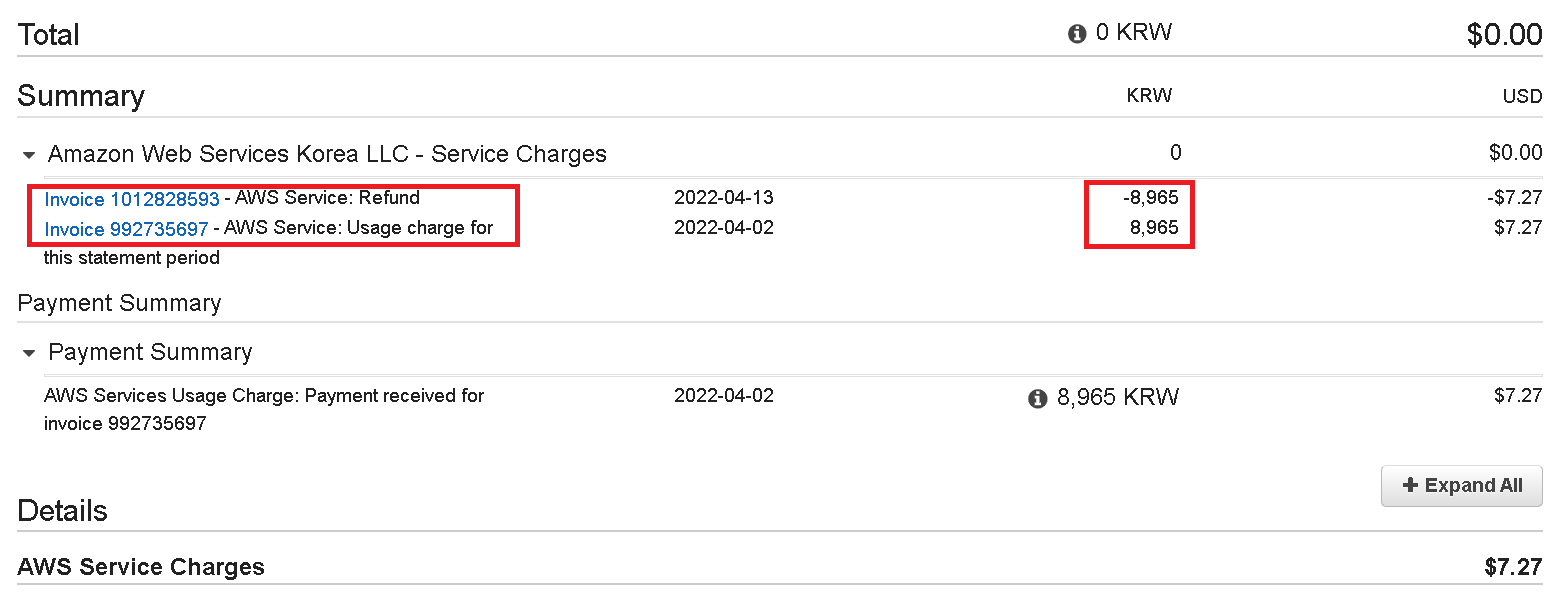 Total 0 KRW $0.00
Summary KRW USD
Amazon Web Services Korea LLC - Service Charges 0 $0.00
Invoice 1012828593 - AWS Service: Refund 2022-04-13 -8,965 -$7.27
Invoice 992735697 - AWS Service: Usage charge for 2022-04-02 8,965 $7.27
this statement period
Payment Summary
Payment Summary
AWS Services Usage Charge: Payment received for 2022-04-02 8,965 KRW $7.27
invoice 992735697
+ Expand All
Details
AWS Service Charges $7.27